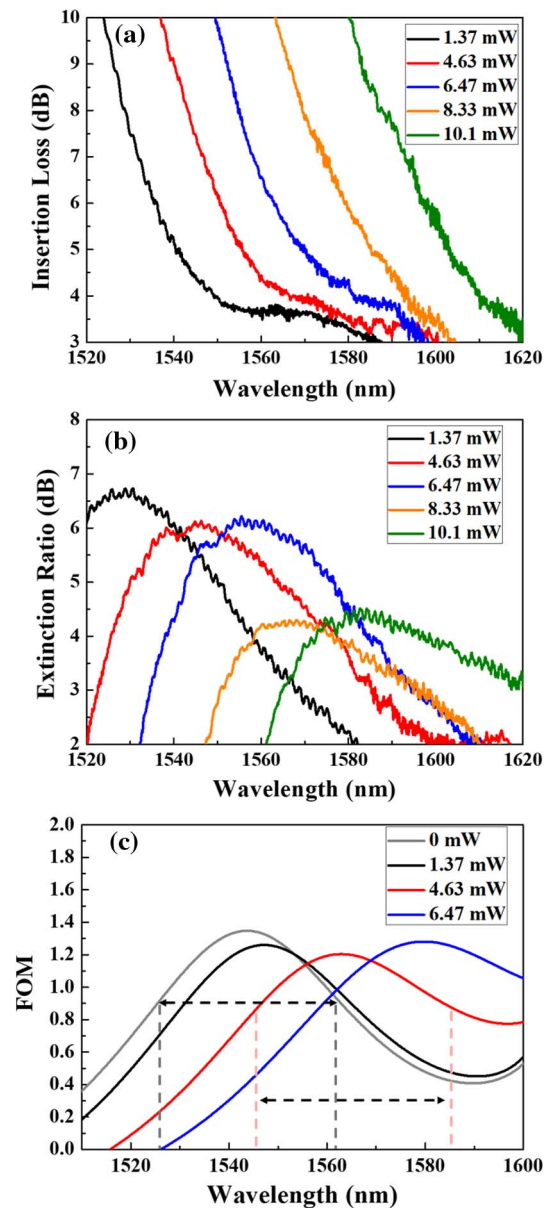 (a)
1.37 mW
4.63 mW
6.47 mW
8.33 mW
10.1 mW
Insertion Loss (dB)
10
9
8
7
6
5
4
3
1520 1540 1560 1580 1600 1620
Wavelength (nm)
(b)
1.37 mW
4.63 mW
6.47 mW
8.33 mW
10.1 mW
Extinction Ratio (dB)
8
7
6
5
4
3
2
1520 1540 1560 1580 1600 1620
Wavelength (nm)
(c)
0 mW
1.37 mW
4.63 mW
6.47 mW
FOM
2.0
1.8
1.6
1.4
1.2
1.0
0.8
0.6
0.4
0.2
0.0
1520 1540 1560 1580 1600
Wavelength (nm)